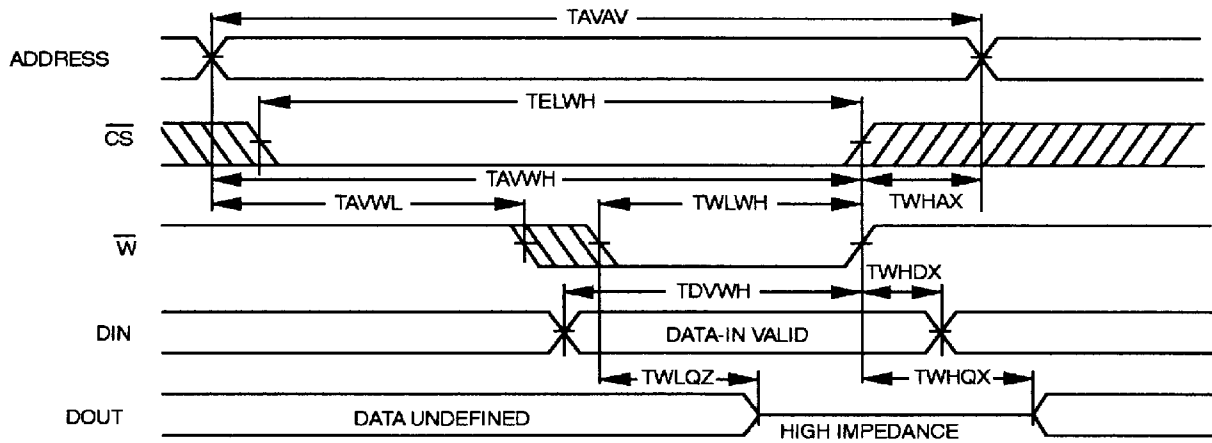 TAVAV
ADDRESS
TELWH
CS
TAVWH
TWHAX
TAVWL
TWLWH
W
TWHDX
TDVWH
DIN
DATA-IN VALID
TWLQZ
TWHQX
DOUT
DATA UNDEFINED
HIGH IMPEDANCE